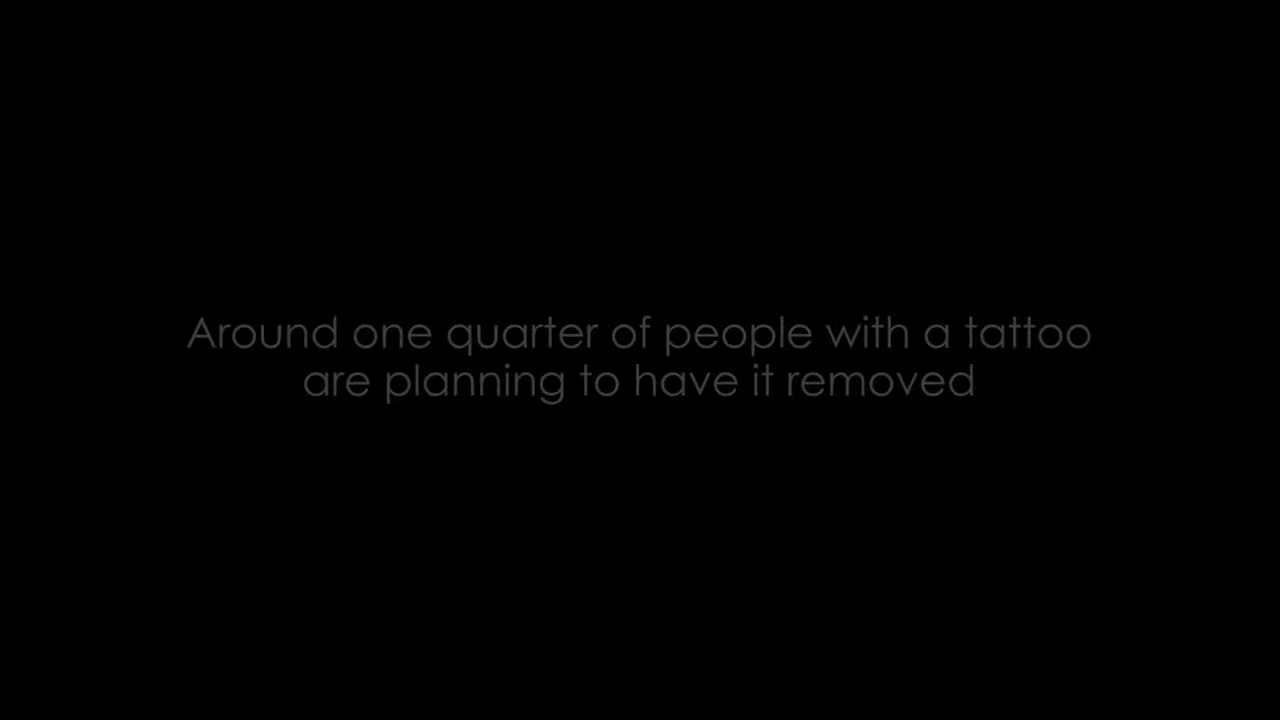 Around one quarter of people with a tattoo
are planning to have it removed